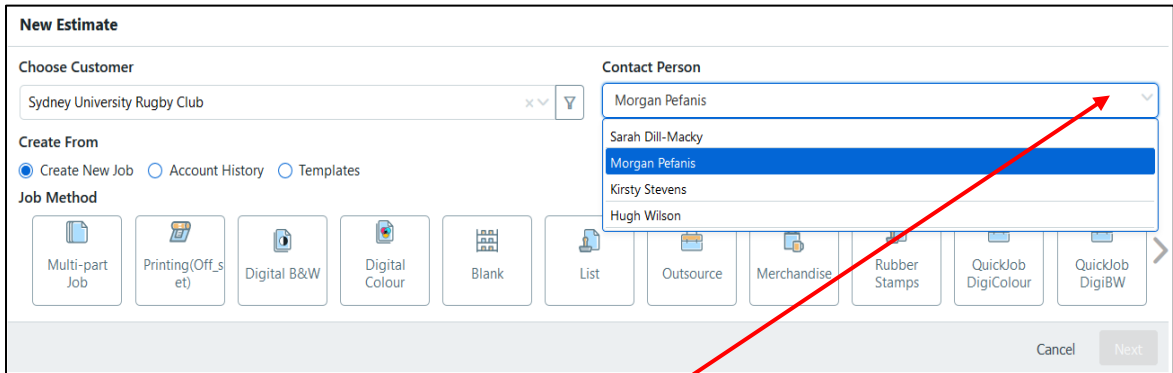 New Estimate
Choose Customer
Contact Person
Sydney University Rugby Club
Morgan Pefanis
Sarah Dill-Macky
Morgan Pefanis
Kirsty Stevens
Hugh Wilson
Create From
Create New Job
Account History
Templates
Job Method
Multi-part
Job
Printing(Off_s
et)
Digital B&W
Digital
Colour
Blank
List
Outsource
Merchandise
Rubber
Stamps
QuickJob
DigiColour
QuickJob
DigiBW
Cancel
Next